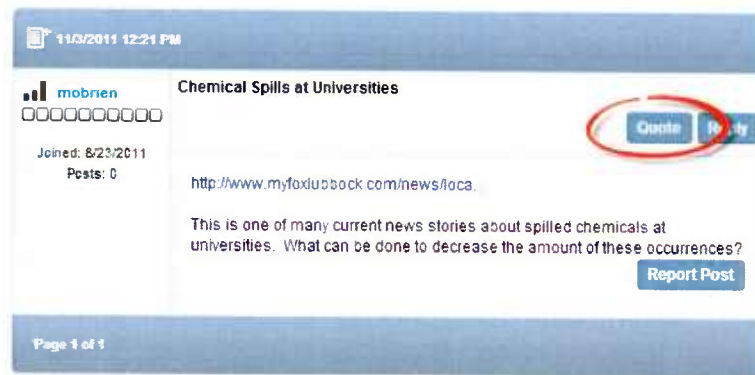 11/3/2011 12:21 PM
mobrien
Chemical Spills at Universities
Quote Reply
Joined: 8/23/2011
Posts: 0
http://www.myfoxlubbock.com/news/loca.
This is one of many current news stories about spilled chemicals at
universities. What can be done to decrease the amount of these occurrences?
Report Post
Page 1 of 1